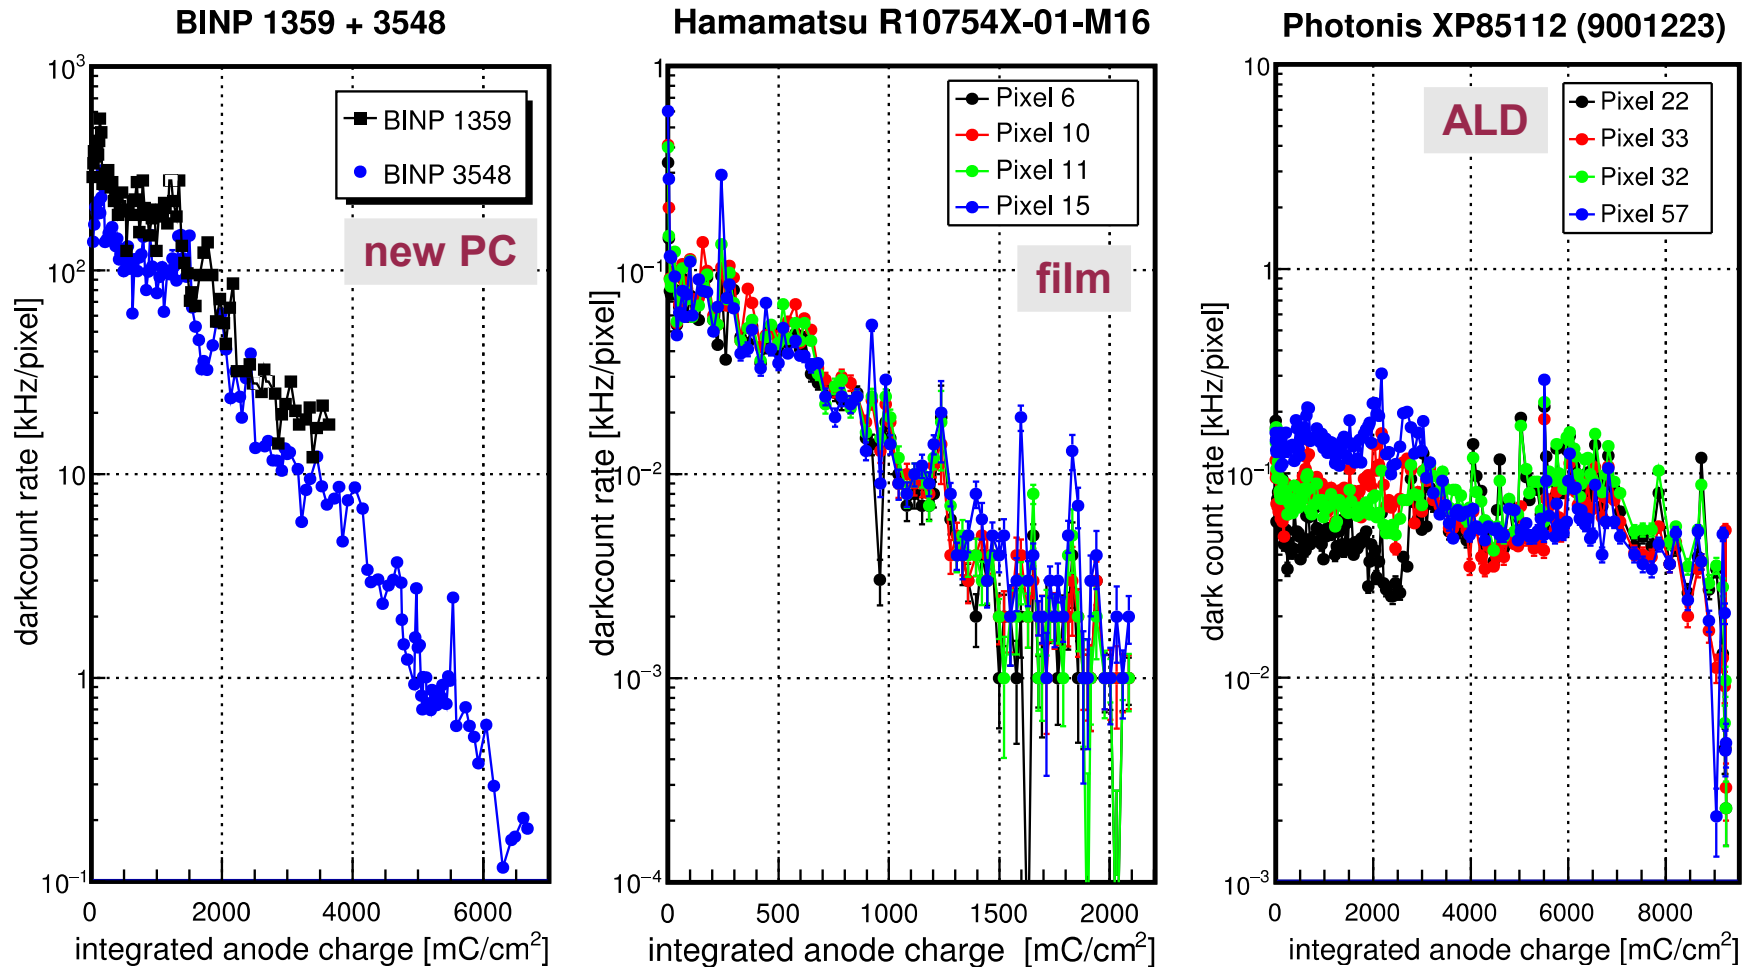 BINP 1359 + 3548
darkcount rate [kHz/pixel]
10³
10²
10
1
10⁻¹
BINP 1359
BINP 3548
new PC
0 2000 4000 6000
integrated anode charge [mC/cm²]
Hamamatsu R10754X-01-M16
darkcount rate [kHz/pixel]
1
10⁻¹
10⁻²
10⁻³
10⁻⁴
Pixel 6
Pixel 10
Pixel 11
Pixel 15
film
0 500 1000 1500 2000
integrated anode charge [mC/cm²]
Photonis XP85112 (9001223)
dark count rate [kHz/pixel]
10
1
10⁻¹
10⁻²
10⁻³
ALD
Pixel 22
Pixel 33
Pixel 32
Pixel 57
0 2000 4000 6000 8000
integrated anode charge [mC/cm²]